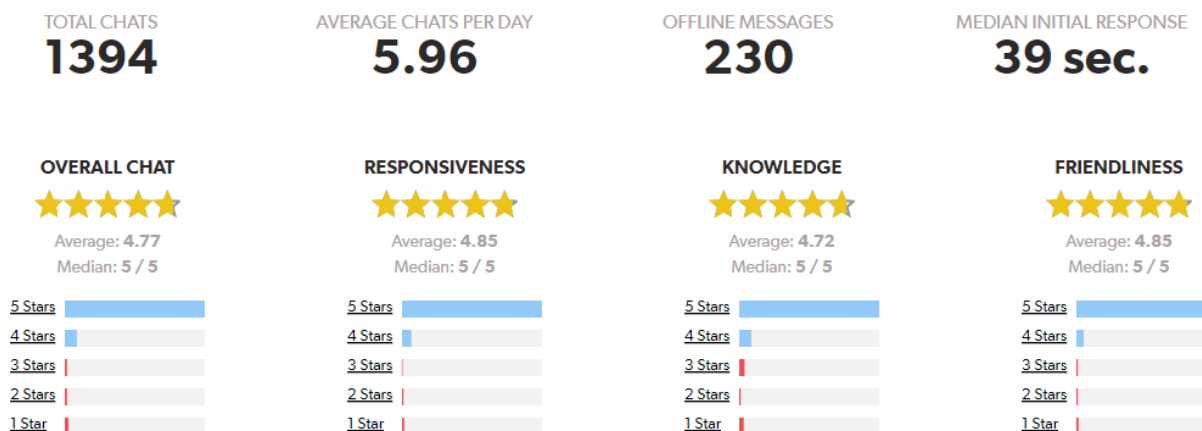 TOTAL CHATS
1394
AVERAGE CHATS PER DAY
5.96
OFFLINE MESSAGES
230
MEDIAN INITIAL RESPONSE
39 sec.
OVERALL CHAT
Average: 4.77
Median: 5 / 5
5 Stars
4 Stars
3 Stars
2 Stars
1 Star
RESPONSIVENESS
Average: 4.85
Median: 5 / 5
5 Stars
4 Stars
3 Stars
2 Stars
1 Star
KNOWLEDGE
Average: 4.72
Median: 5 / 5
5 Stars
4 Stars
3 Stars
2 Stars
1 Star
FRIENDLINESS
Average: 4.85
Median: 5 / 5
5 Stars
4 Stars
3 Stars
2 Stars
1 Star